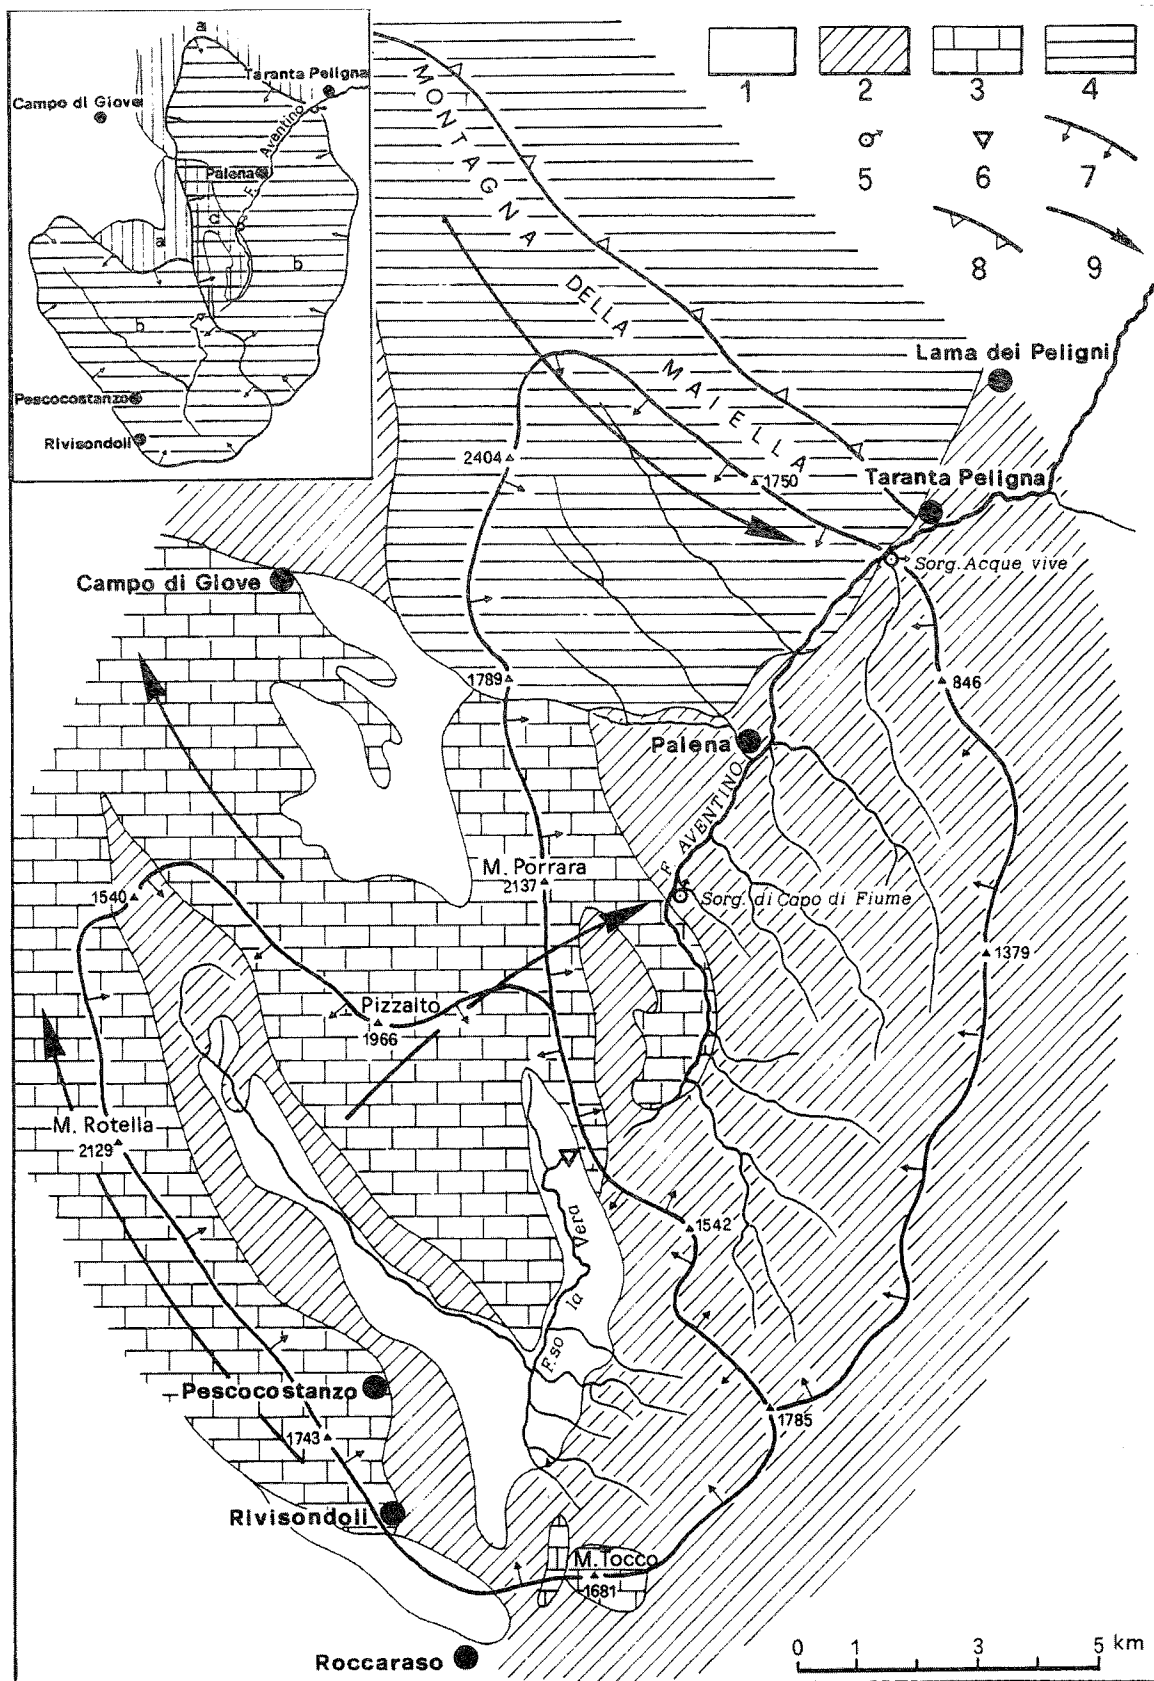 a
Taranta Peligna
Campo di Giove
Aventino
F.
Palena
c
a
b
b
Pescocostanzo
Rivisondoli
1
2
3
4
5
6
7
8
9
MONTAGNA
DELLA
MAIELLA
Lama dei Peligni
2404
1750
Taranta Peligna
Sorg. Acque vive
Campo di Giove
1789
846
Palena
F. AVENTINO
M. Porrara
2137
1540
Sorg. di Capo di Fiume
1379
Pizzalto
1966
M. Rotella
2129
1542
F.so la Vera
Pescocostanzo
1785
1743
Rivisondoli
M. Tocco
1681
Roccaraso
0 1 3 5 km